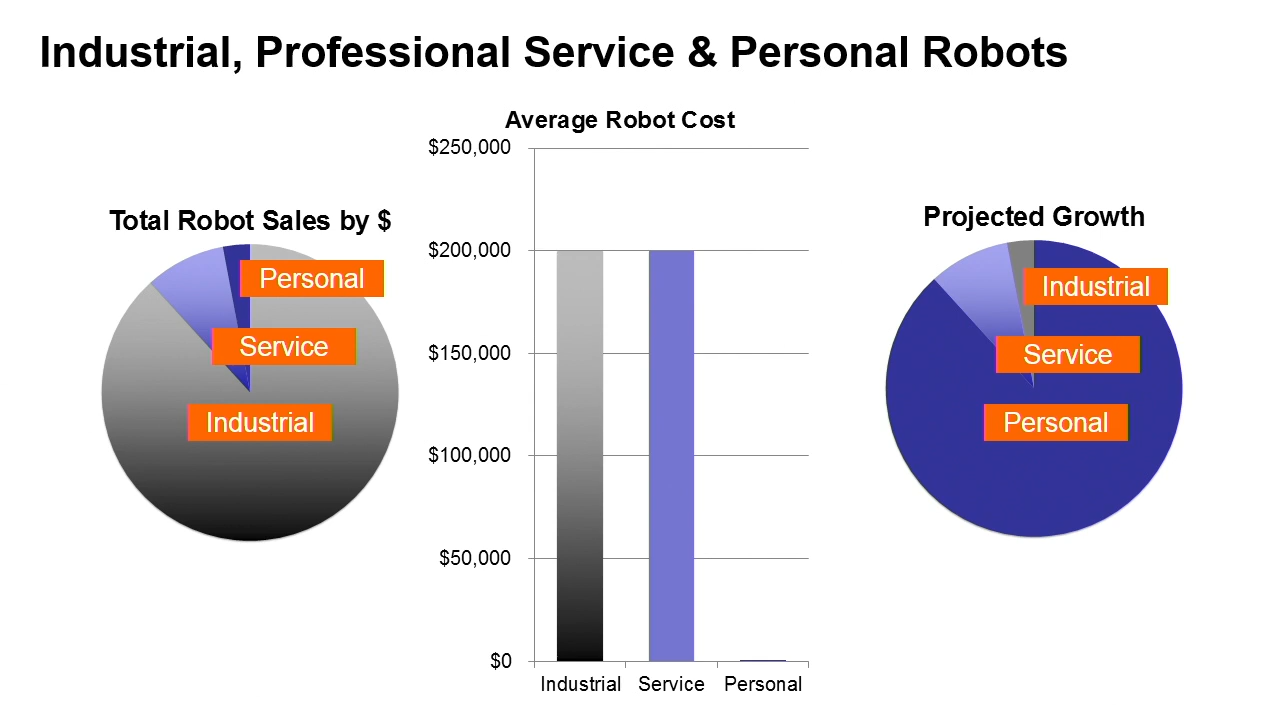 Industrial, Professional Service & Personal Robots
Total Robot Sales by $
Personal
Service
Industrial
Average Robot Cost
$250,000
$200,000
$150,000
$100,000
$50,000
$0
Industrial Service Personal
Projected Growth
Industrial
Service
Personal